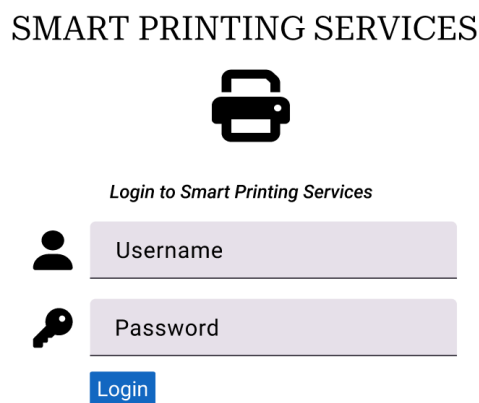 SMART PRINTING SERVICES
Login to Smart Printing Services
Username
Password
Login